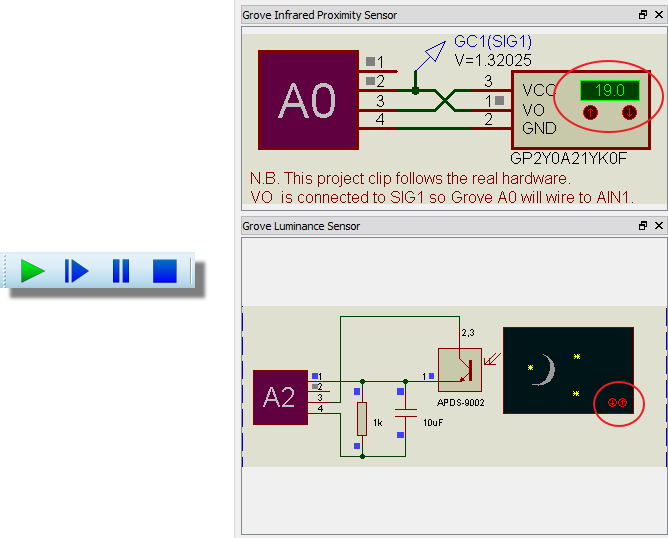 Grove Infrared Proximity Sensor
GC1(SIG1)
V=1.32025
A0
1
2
3
4
3
1
2
VCC
VO
GND
19.0
GP2Y0A21YK0F
N.B. This project clip follows the real hardware.
VO is connected to SIG1 so Grove A0 will wire to AIN1.
Grove Luminance Sensor
2,3
A2
1
2
3
4
1
APDS-9002
1k
10uF